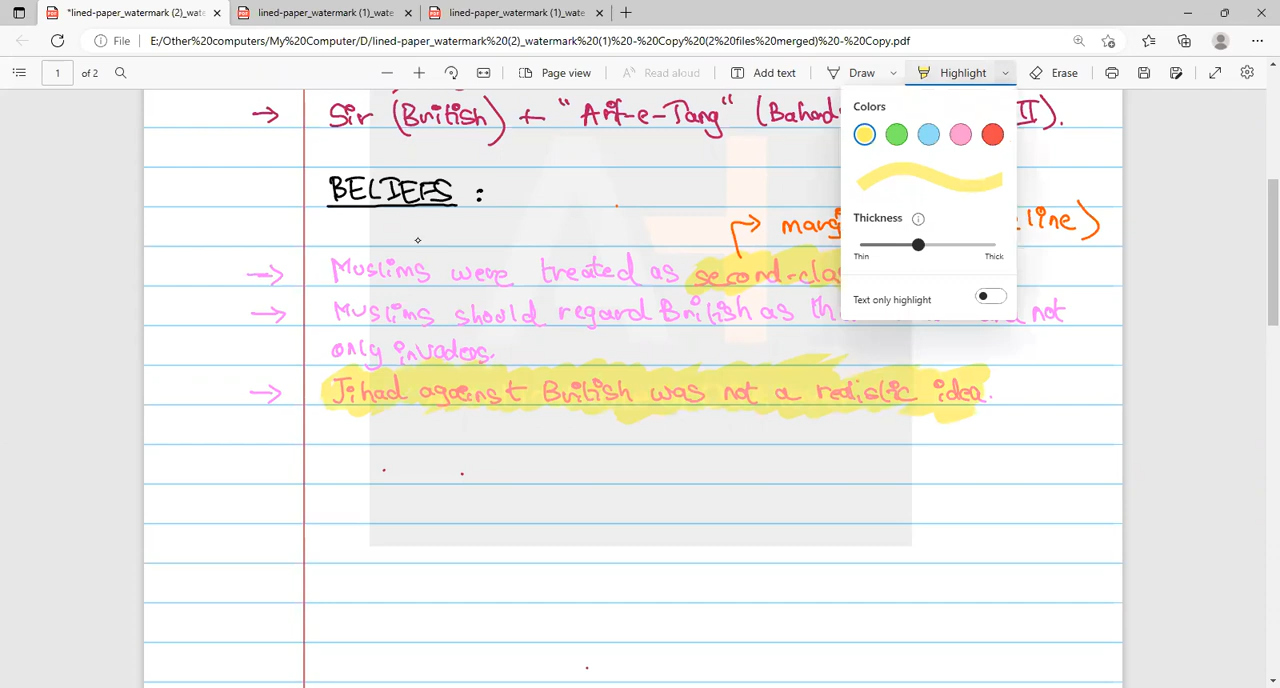 *lined-paper_watermark (2)_wate
lined-paper_watermark (1)_wate
lined-paper_watermark (1)_wate
File
E:/Other%20computers/My%20Computer/D/lined-paper_watermark%20(2)_watermark%20(1)%20-%20Copy%20(2%20files%20merged)%20-%20Copy.pdf
1 of 2
Page view
Read aloud
Add text
Draw
Highlight
Erase
Colors
Thickness
Thin Thick
Text only highlight
→ Sir (British) + "Arif-e-Jang" (Bahad II).
BELIEFS :
→ marg line)
→ Muslims were treated as second-cla
→ Muslims should regard British as th not
only invaders.
→ Jihad against British was not a realistic idea.